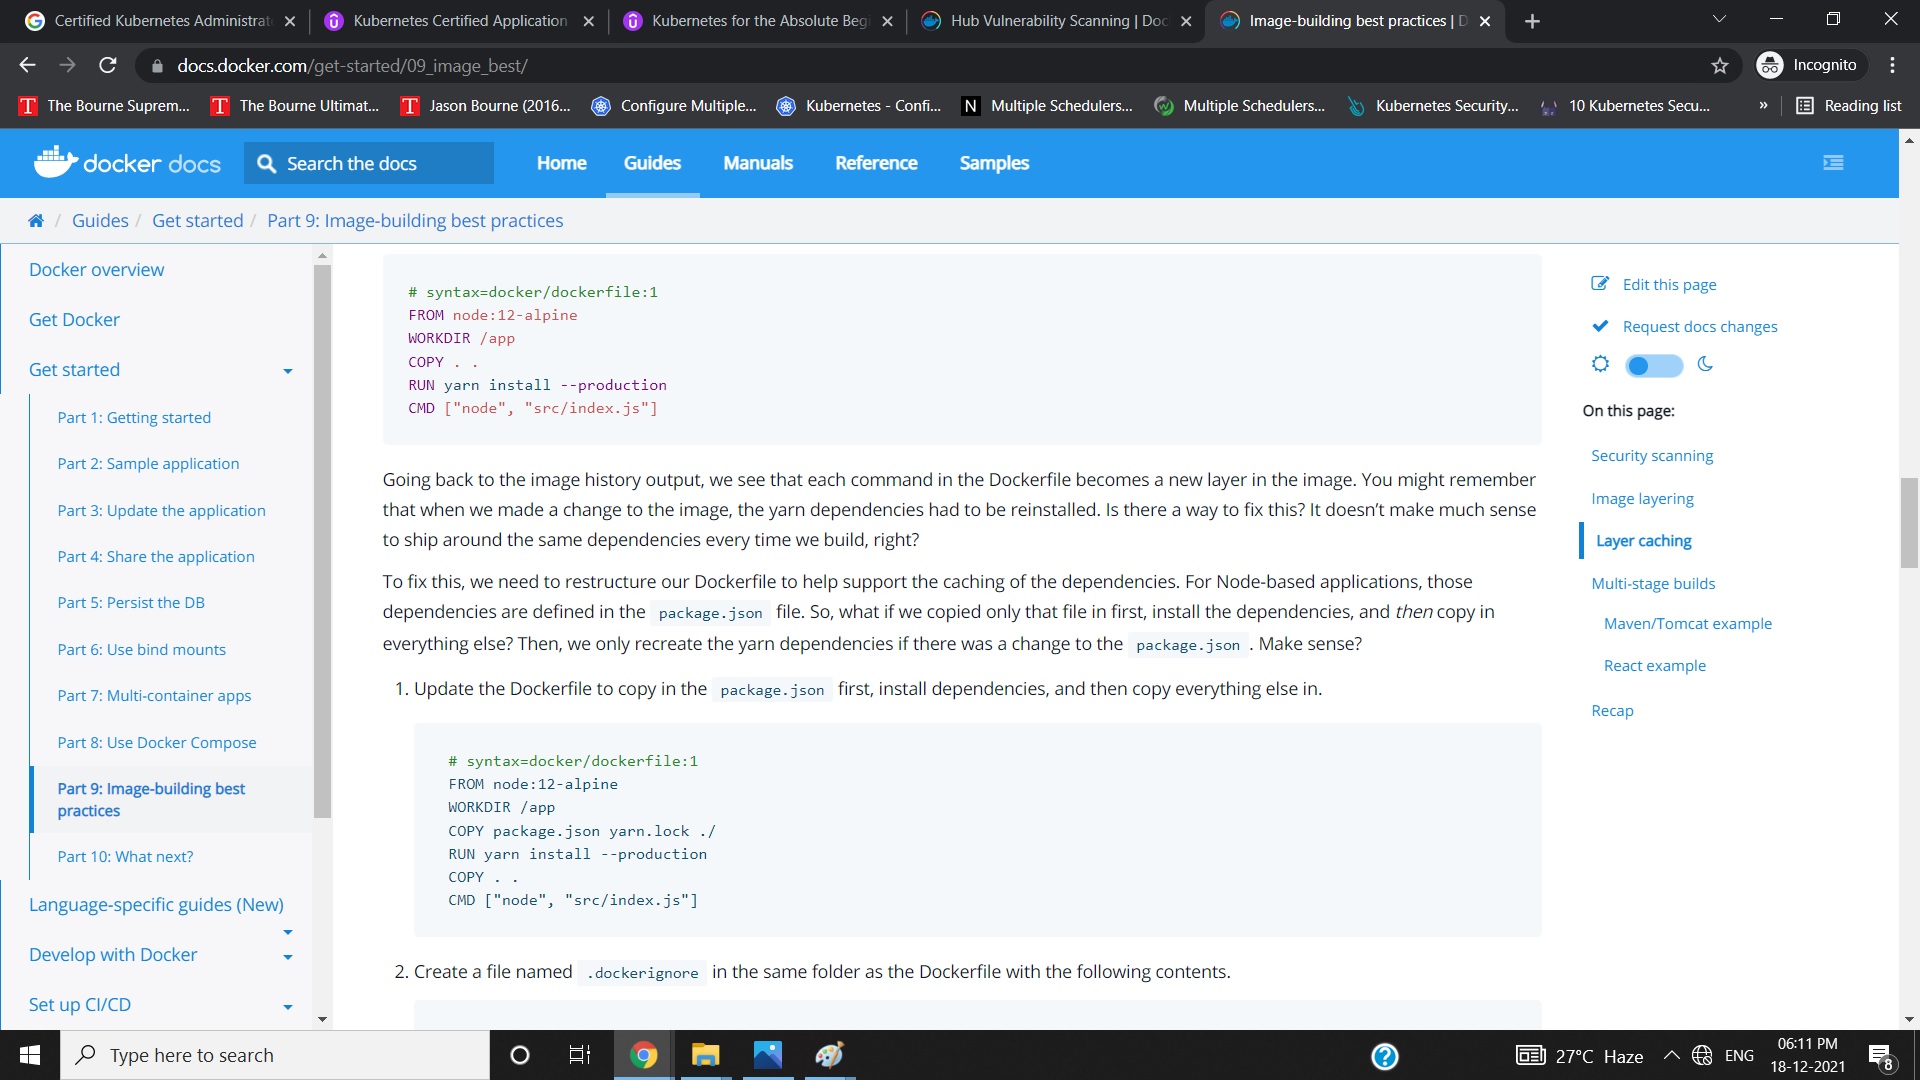 Certified Kubernetes Administrat
Kubernetes Certified Application
Kubernetes for the Absolute Begi
Hub Vulnerability Scanning | Doc
Image-building best practices | D
docs.docker.com/get-started/09_image_best/
Incognito
The Bourne Suprem...
The Bourne Ultimat...
Jason Bourne (2016...
Configure Multiple...
Kubernetes - Confi...
Multiple Schedulers...
Multiple Schedulers...
Kubernetes Security...
10 Kubernetes Secu...
»
Reading list
docker docs
Search the docs
Home
Guides
Manuals
Reference
Samples
/ Guides / Get started / Part 9: Image-building best practices
Docker overview
Get Docker
Get started
Part 1: Getting started
Part 2: Sample application
Part 3: Update the application
Part 4: Share the application
Part 5: Persist the DB
Part 6: Use bind mounts
Part 7: Multi-container apps
Part 8: Use Docker Compose
Part 9: Image-building best
practices
Part 10: What next?
Language-specific guides (New)
Develop with Docker
Set up CI/CD
# syntax=docker/dockerfile:1
FROM node:12-alpine
WORKDIR /app
COPY . .
RUN yarn install --production
CMD ["node", "src/index.js"]
Going back to the image history output, we see that each command in the Dockerfile becomes a new layer in the image. You might remember
that when we made a change to the image, the yarn dependencies had to be reinstalled. Is there a way to fix this? It doesn’t make much sense
to ship around the same dependencies every time we build, right?
To fix this, we need to restructure our Dockerfile to help support the caching of the dependencies. For Node-based applications, those
dependencies are defined in the package.json file. So, what if we copied only that file in first, install the dependencies, and then copy in
everything else? Then, we only recreate the yarn dependencies if there was a change to the package.json . Make sense?
1. Update the Dockerfile to copy in the package.json first, install dependencies, and then copy everything else in.
# syntax=docker/dockerfile:1
FROM node:12-alpine
WORKDIR /app
COPY package.json yarn.lock ./
RUN yarn install --production
COPY . .
CMD ["node", "src/index.js"]
2. Create a file named .dockerignore in the same folder as the Dockerfile with the following contents.
Edit this page
Request docs changes
On this page:
Security scanning
Image layering
Layer caching
Multi-stage builds
Maven/Tomcat example
React example
Recap
Type here to search
27°C Haze
ENG
06:11 PM
18-12-2021
8